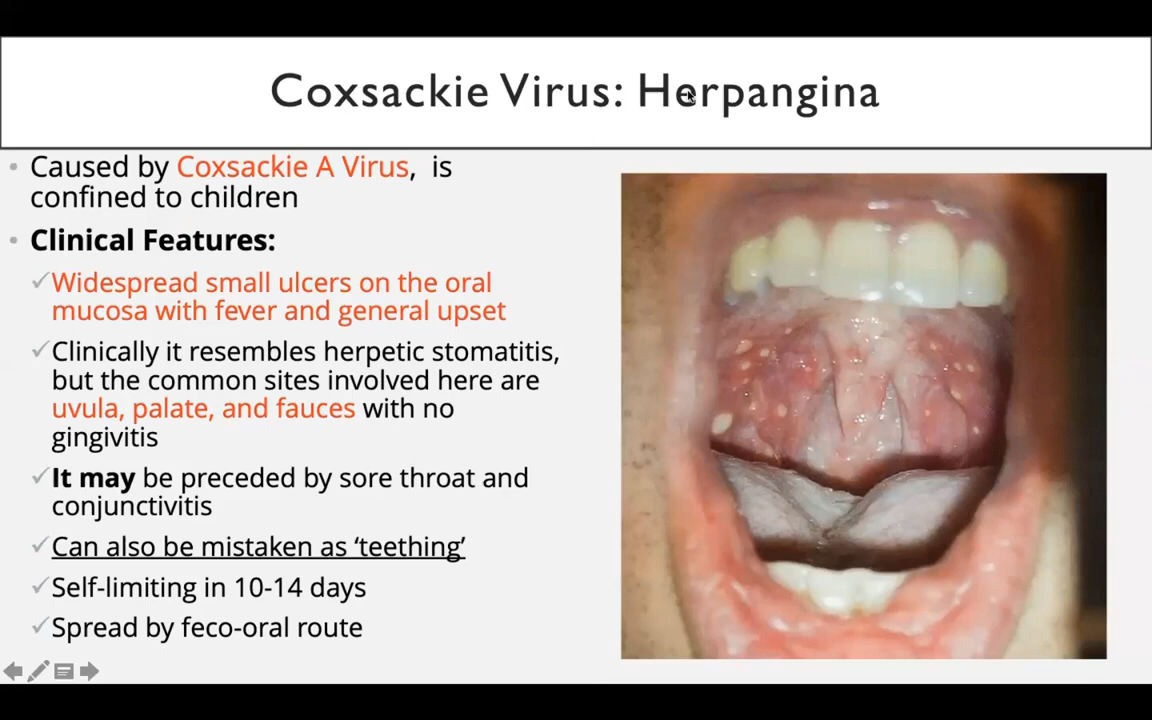 Coxsackie Virus: Herpangina
• Caused by Coxsackie A Virus, is
confined to children
• Clinical Features:
✓Widespread small ulcers on the oral
mucosa with fever and general upset
✓Clinically it resembles herpetic stomatitis,
but the common sites involved here are
uvula, palate, and fauces with no
gingivitis
✓It may be preceded by sore throat and
conjunctivitis
✓Can also be mistaken as ‘teething’
✓Self-limiting in 10-14 days
✓Spread by feco-oral route